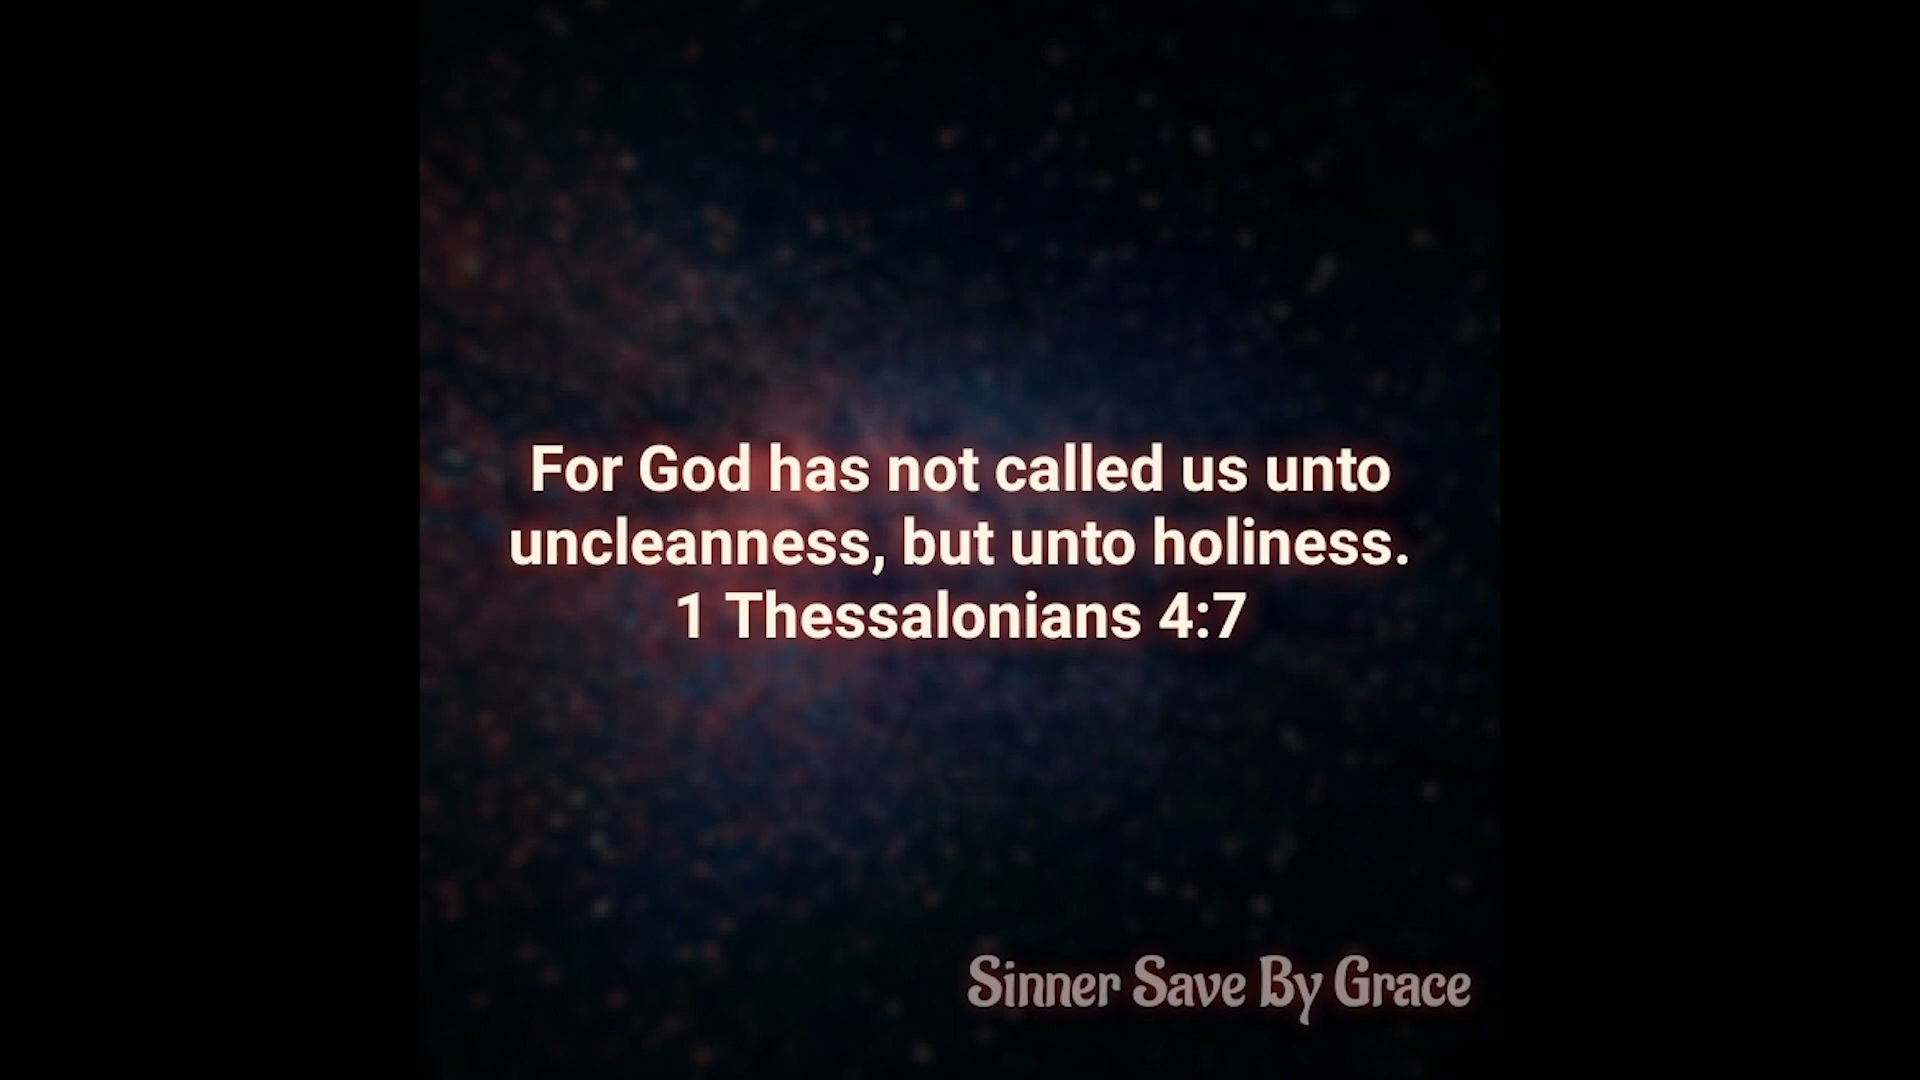 For God has not called us unto
uncleanness, but unto holiness.
1 Thessalonians 4:7
Sinner Save By Grace